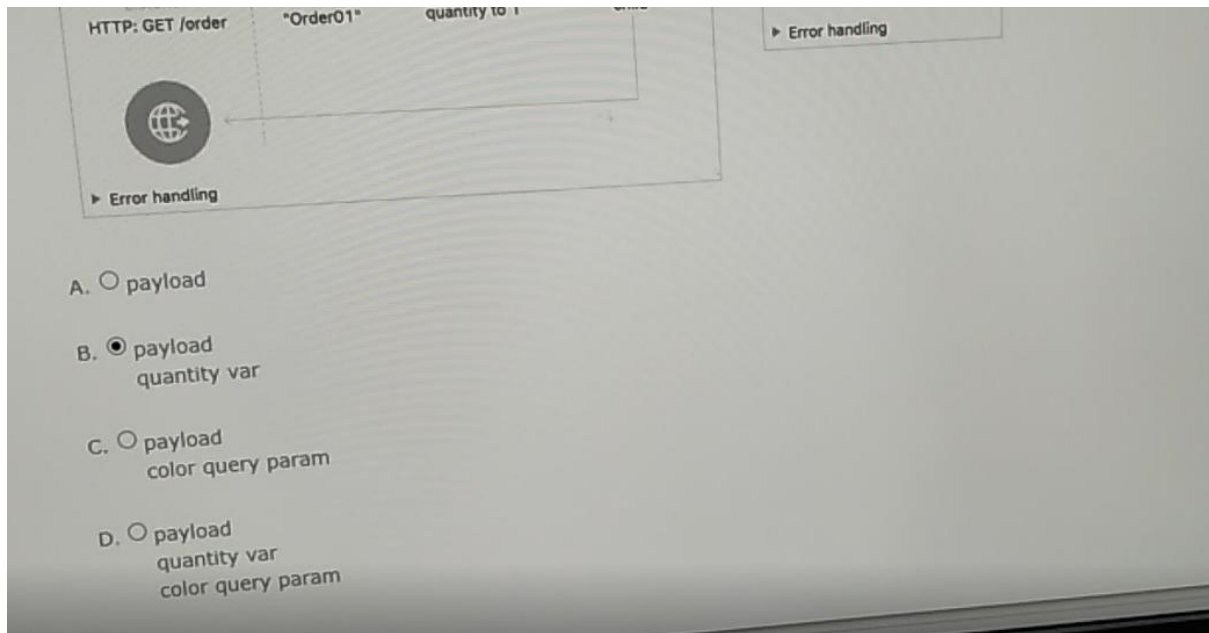 HTTP: GET /order
"Order01"
quantity to 1
Error handling
Error handling
A. payload
B. payload
quantity var
C. payload
color query param
D. payload
quantity var
color query param